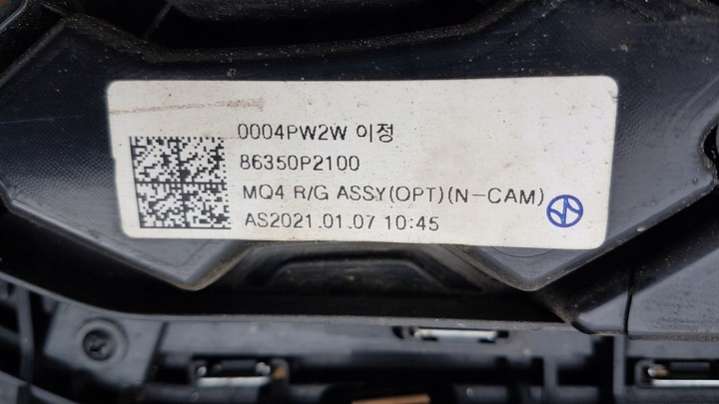 0004PW2W 이정
86350P2100
MQ4 R/G ASSY(OPT)(N-CAM)
AS2021.01.07 10:45